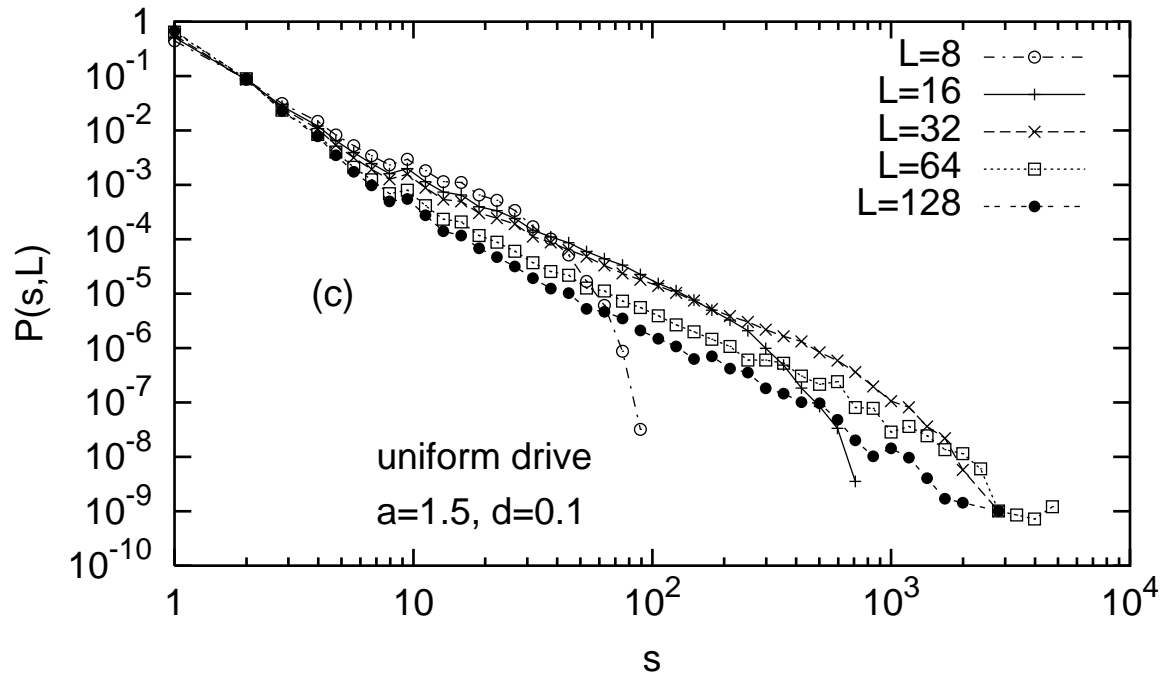 1
10^-1
10^-2
10^-3
10^-4
10^-5
10^-6
10^-7
10^-8
10^-9
10^-10
P(s,L)
L=8
L=16
L=32
L=64
L=128
(c)
uniform drive
a=1.5, d=0.1
1
10
10^2
10^3
10^4
s